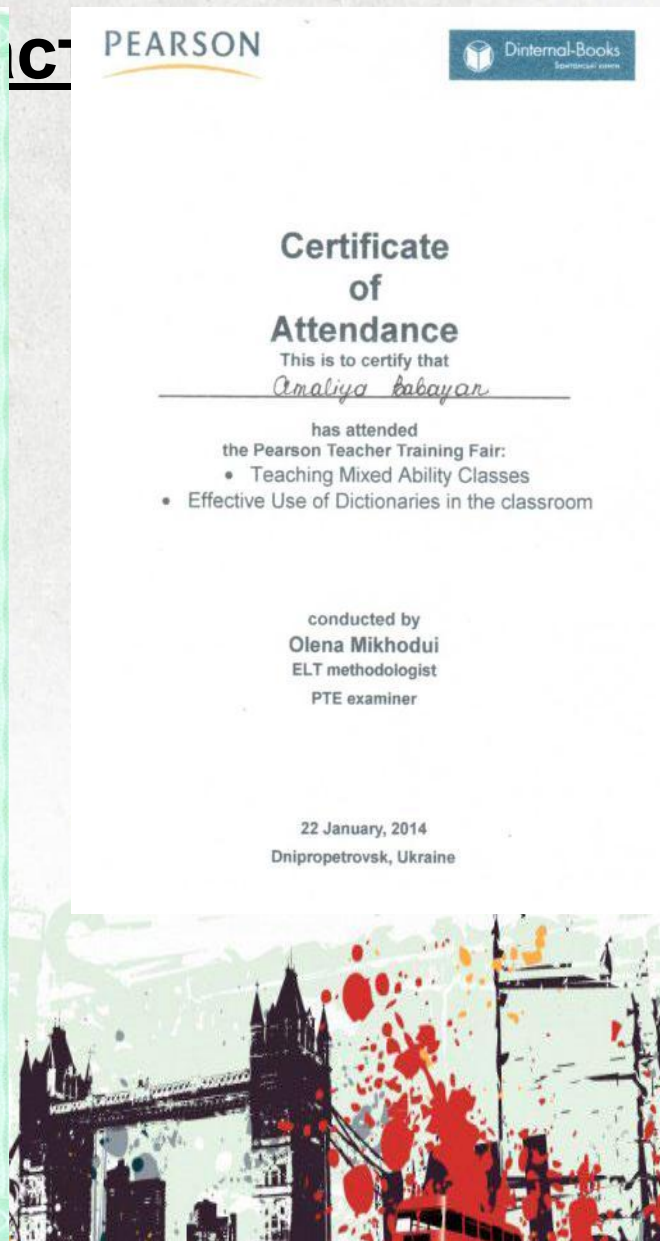 PEARSON
Dinternal-Books
Certificate
of
Attendance
This is to certify that
Amaliya Babayan
has attended
the Pearson Teacher Training Fair:
• Teaching Mixed Ability Classes
• Effective Use of Dictionaries in the classroom
conducted by
Olena Mikhodui
ELT methodologist
PTE examiner
22 January, 2014
Dnipropetrovsk, Ukraine